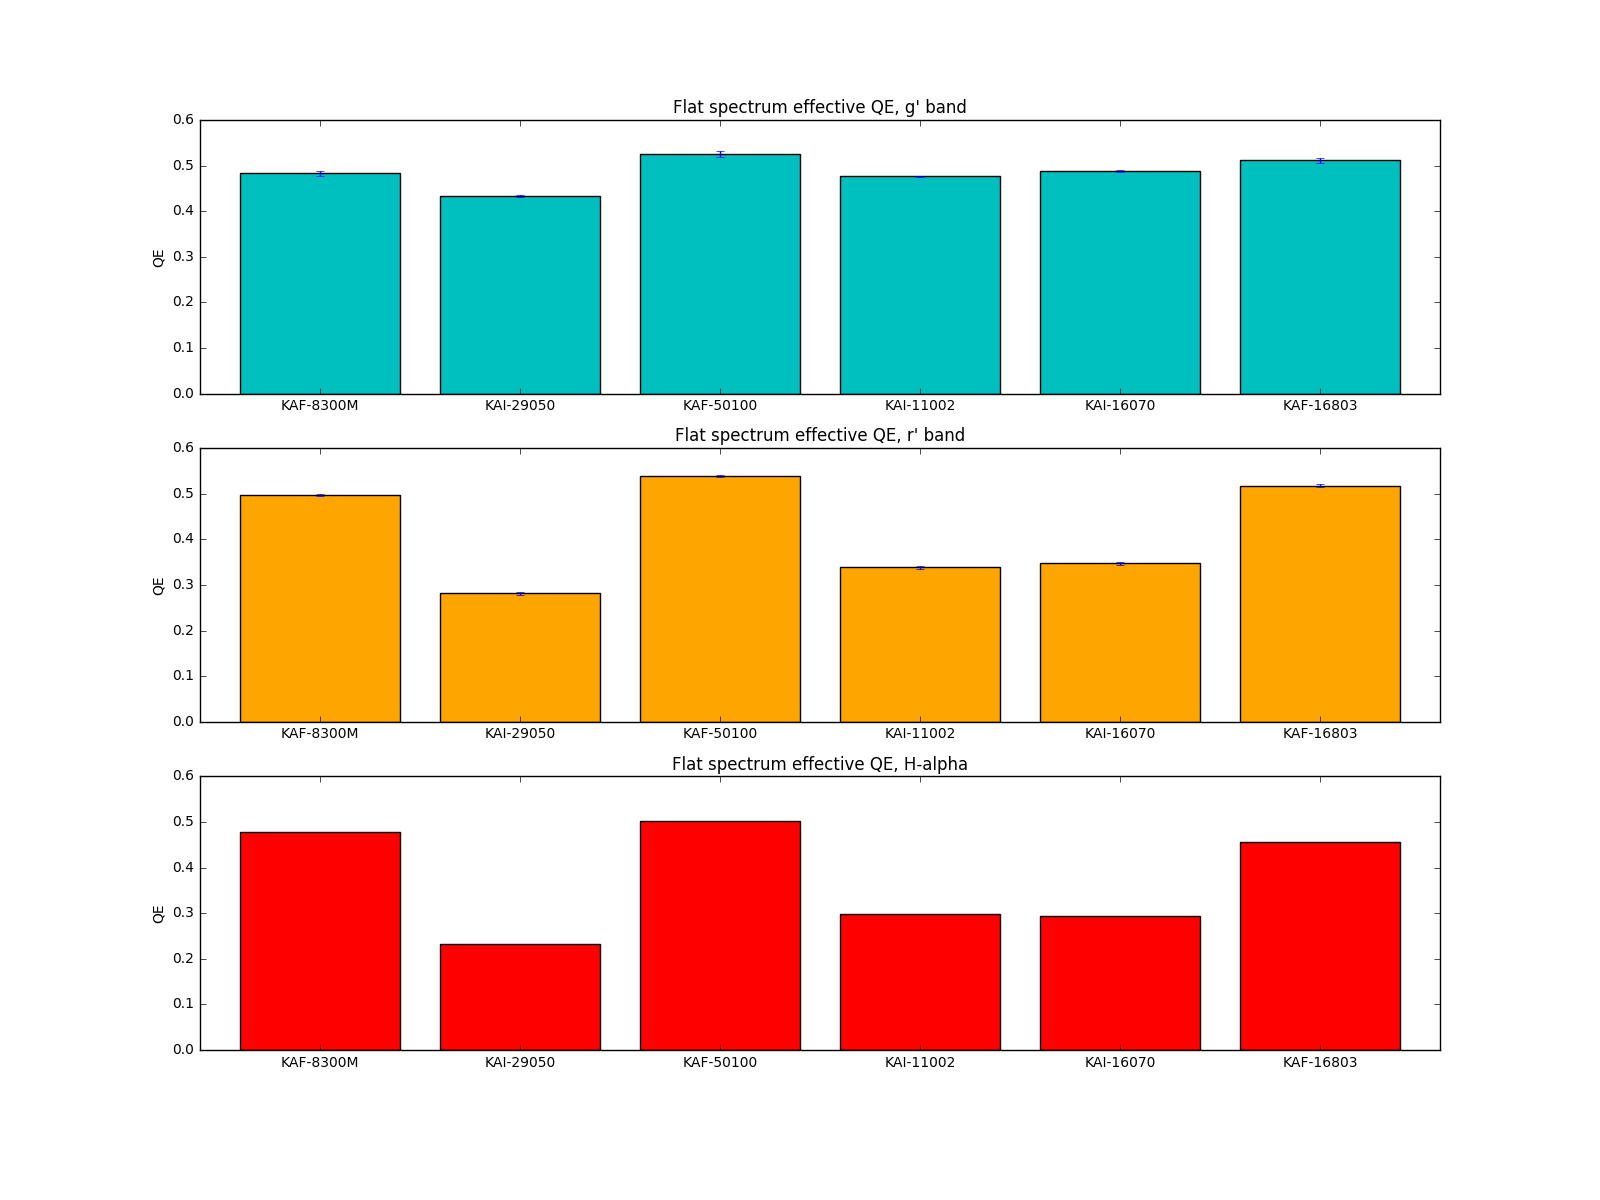 Flat spectrum effective QE, g' band
0.6
0.5
0.4
0.3
0.2
0.1
0.0
QE
KAF-8300M KAI-29050 KAF-50100 KAI-11002 KAI-16070 KAF-16803
Flat spectrum effective QE, r' band
0.6
0.5
0.4
0.3
0.2
0.1
0.0
QE
KAF-8300M KAI-29050 KAF-50100 KAI-11002 KAI-16070 KAF-16803
Flat spectrum effective QE, H-alpha
0.6
0.5
0.4
0.3
0.2
0.1
0.0
QE
KAF-8300M KAI-29050 KAF-50100 KAI-11002 KAI-16070 KAF-16803